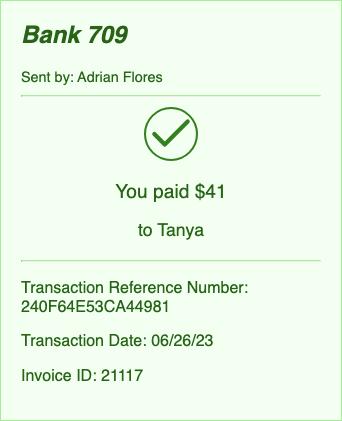 Bank 709
Sent by: Adrian Flores
You paid $41
to Tanya
Transaction Reference Number:
240F64E53CA44981
Transaction Date: 06/26/23
Invoice ID: 21117